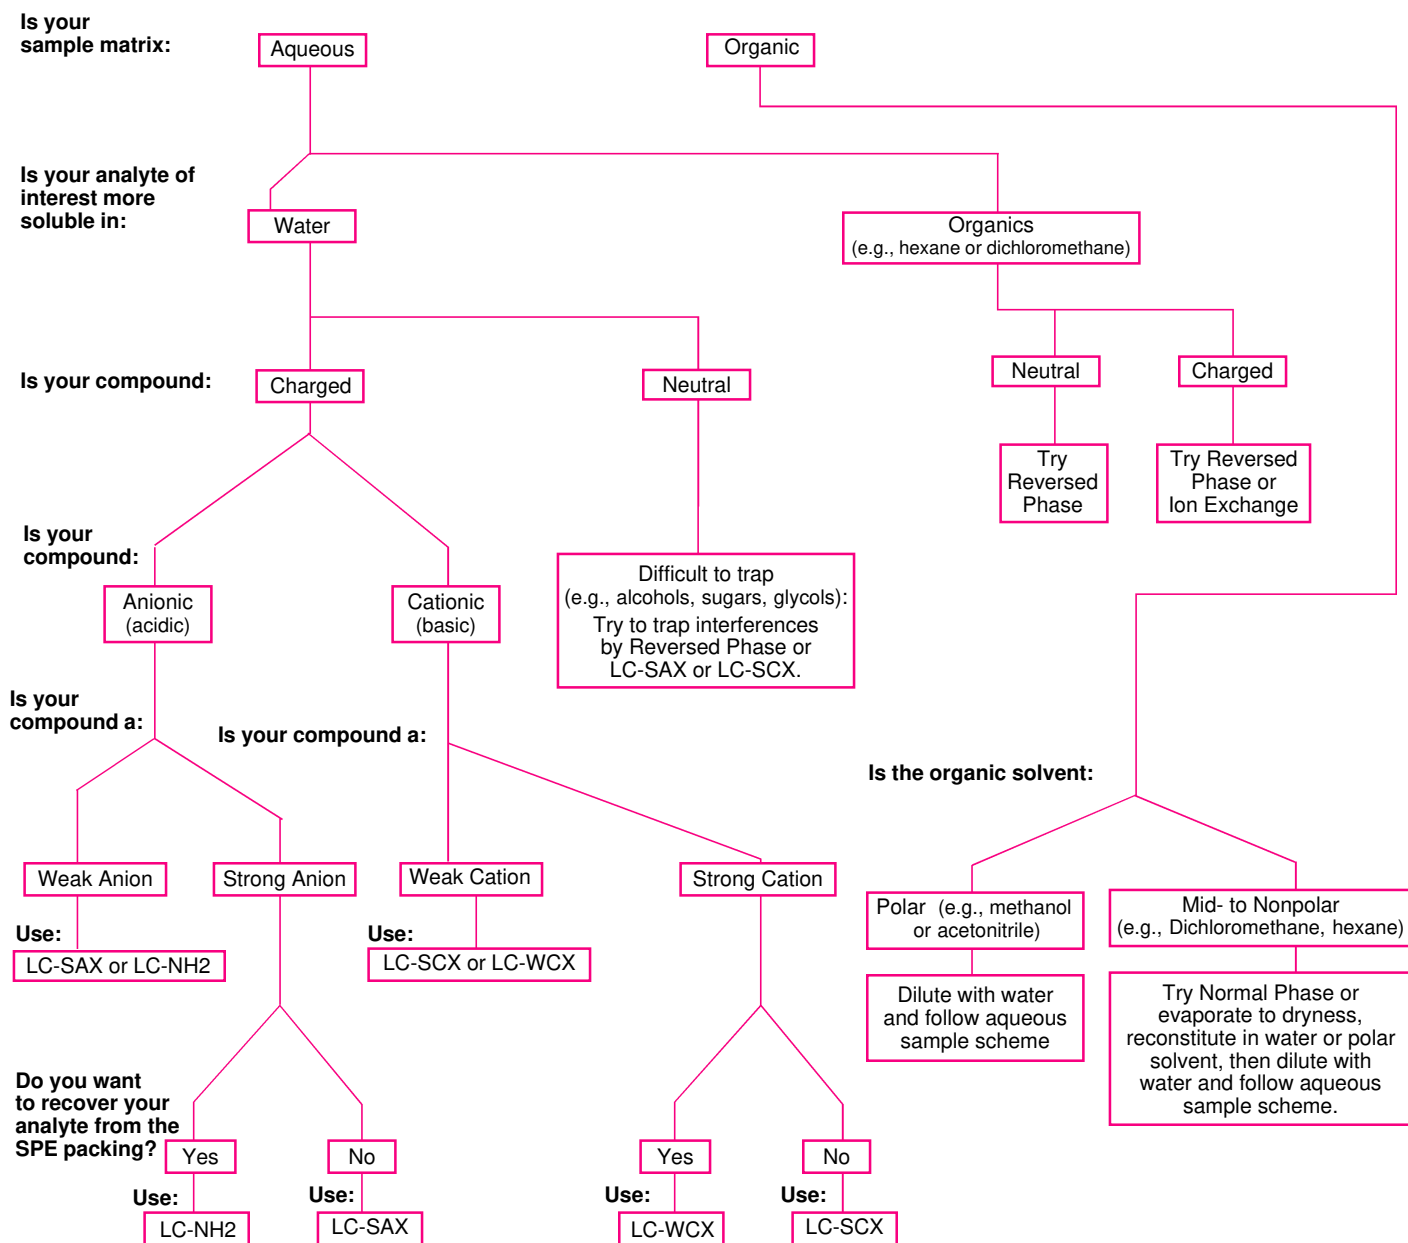 Is your
sample matrix:
Aqueous
Organic
Is your analyte of
interest more
soluble in:
Water
Organics
(e.g., hexane or dichloromethane)
Is your compound:
Charged
Neutral
Neutral
Charged
Try
Reversed
Phase
Try Reversed
Phase or
Ion Exchange
Is your
compound:
Anionic
(acidic)
Cationic
(basic)
Difficult to trap
(e.g., alcohols, sugars, glycols):
Try to trap interferences
by Reversed Phase or
LC-SAX or LC-SCX.
Is your
compound a:
Is your compound a:
Is the organic solvent:
Weak Anion
Strong Anion
Weak Cation
Strong Cation
Polar (e.g., methanol
or acetonitrile)
Mid- to Nonpolar
(e.g., Dichloromethane, hexane)
Use:
LC-SAX or LC-NH2
Use:
LC-SCX or LC-WCX
Dilute with water
and follow aqueous
sample scheme
Try Normal Phase or
evaporate to dryness,
reconstitute in water or polar
solvent, then dilute with
water and follow aqueous
sample scheme.
Do you want
to recover your
analyte from the
SPE packing?
Yes
No
Yes
No
Use:
LC-NH2
Use:
LC-SAX
Use:
LC-WCX
Use:
LC-SCX